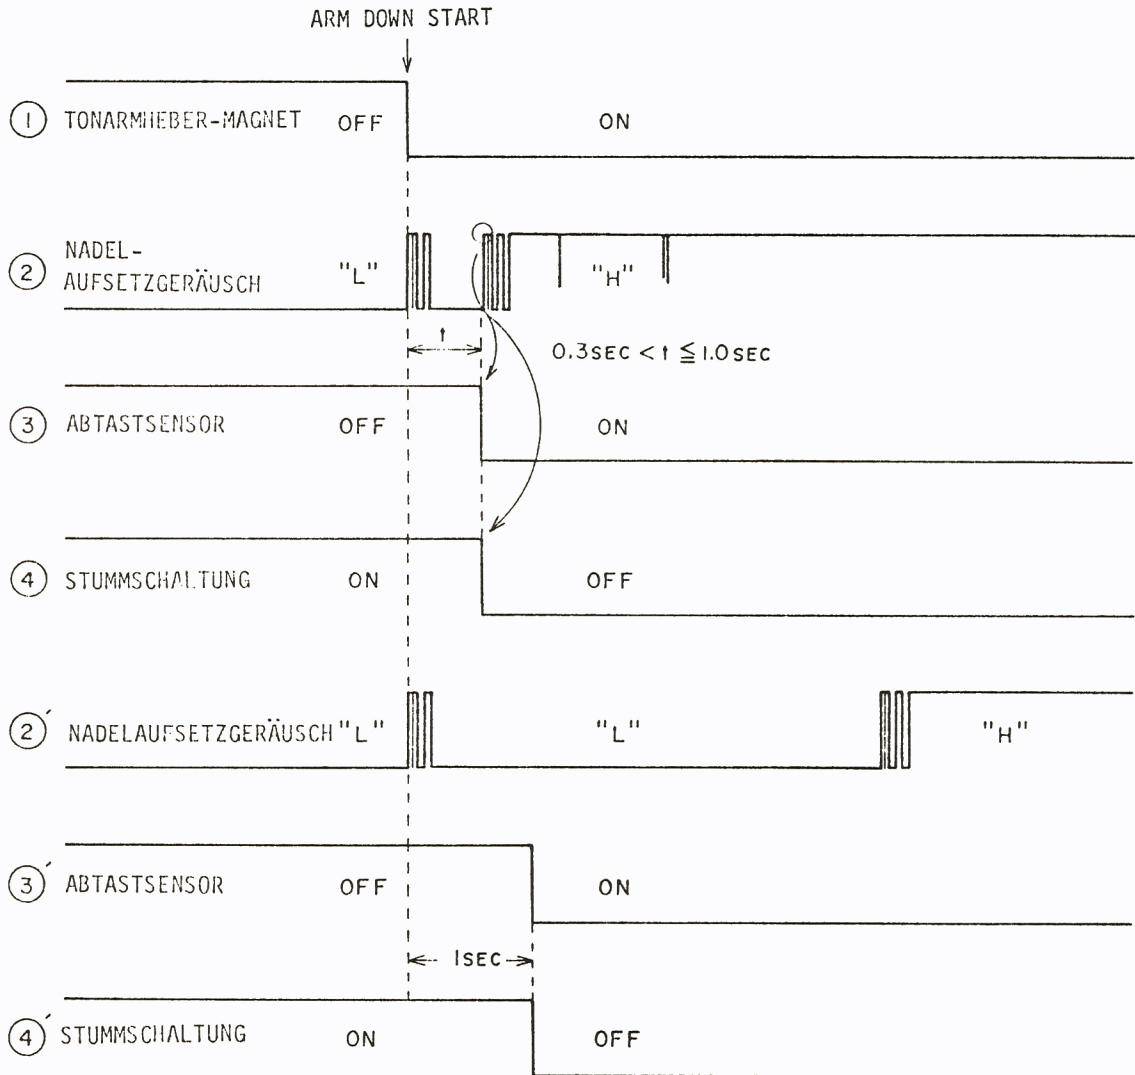 ARM DOWN START
① TONARMHEBER-MAGNET OFF ON
② NADEL-
AUFSETZGERÄUSCH "L" "H"
t
0.3SEC < t ≦ 1.0SEC
③ ABTASTSENSOR OFF ON
④ STUMMSCHALTUNG ON OFF
②′ NADELAUFSETZGERÄUSCH "L" "L" "H"
③′ ABTASTSENSOR OFF ON
1SEC
④′ STUMMSCHALTUNG ON OFF